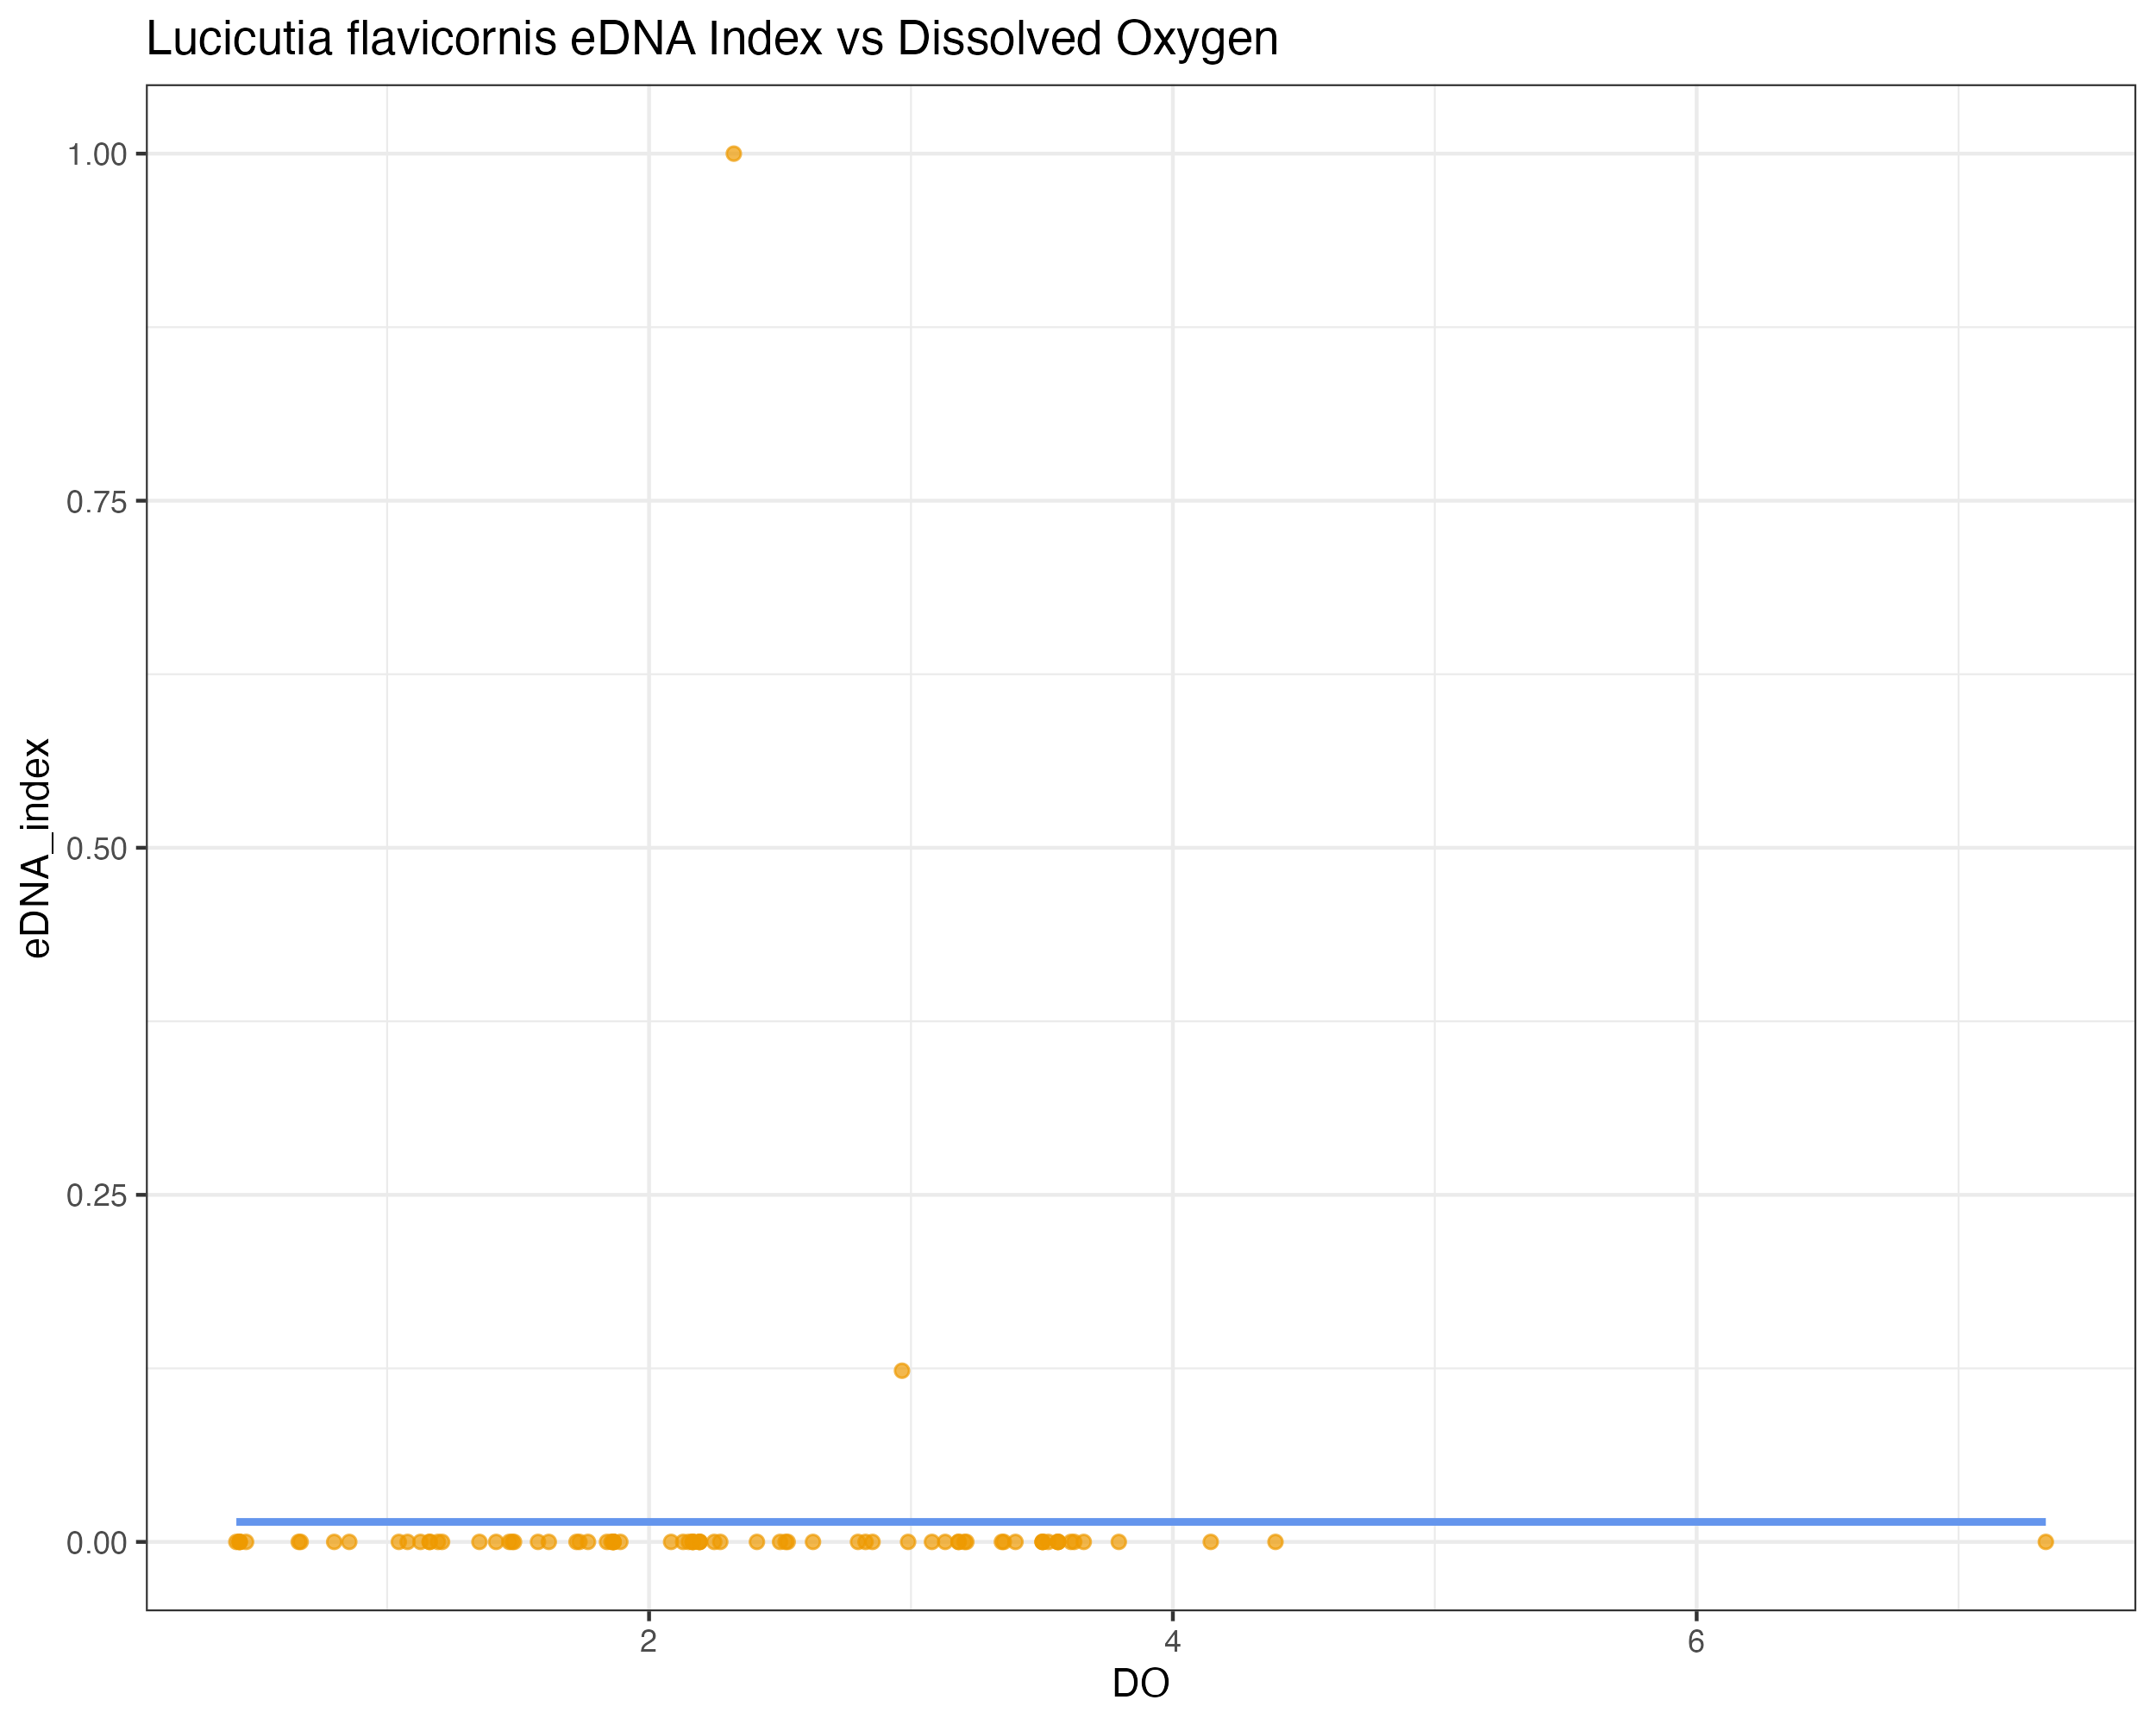 Lucicutia flavicornis eDNA Index vs Dissolved Oxygen
1.00
0.75
0.50
0.25
0.00
eDNA_index
2
4
6
DO